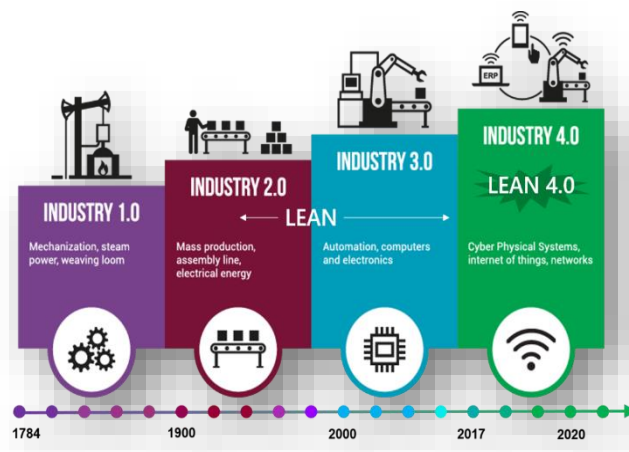 ERP
INDUSTRY 1.0
Mechanization, steam
power, weaving loom
INDUSTRY 2.0
Mass production,
assembly line,
electrical energy
LEAN
INDUSTRY 3.0
Automation, computers
and electronics
INDUSTRY 4.0
LEAN 4.0
Cyber Physical Systems,
internet of things, networks
1784
1900
2000
2017
2020